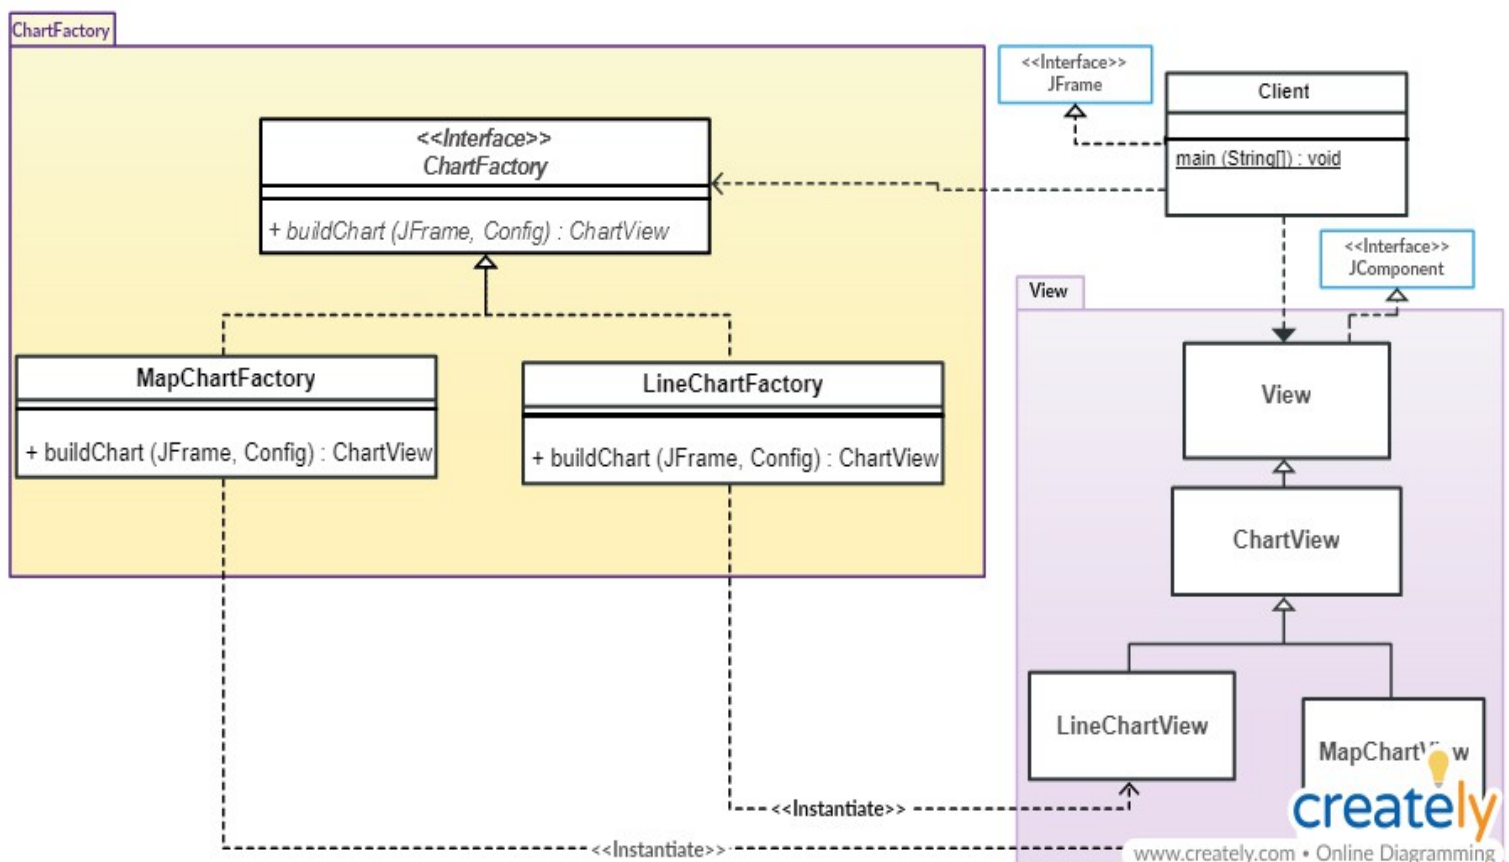 ChartFactory
<<Interface>>
ChartFactory
+ buildChart (JFrame, Config) : ChartView
MapChartFactory
+ buildChart (JFrame, Config) : ChartView
LineChartFactory
+ buildChart (JFrame, Config) : ChartView
<<Interface>>
JFrame
Client
main (String[]) : void
<<Interface>>
JComponent
View
View
ChartView
LineChartView
MapChartView
<<Instantiate>>
<<Instantiate>>
creately
www.creately.com • Online Diagramming